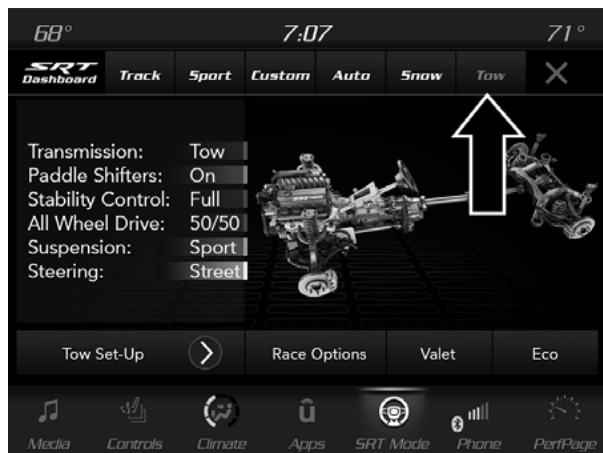 68° 7:07 71°
SRT Dashboard Track Sport Custom Auto Snow Tow
Transmission: Tow
Paddle Shifters: On
Stability Control: Full
All Wheel Drive: 50/50
Suspension: Sport
Steering: Street
Tow Set-Up Race Options Valet Eco
Media Controls Climate Apps SRT Mode Phone PerfPage